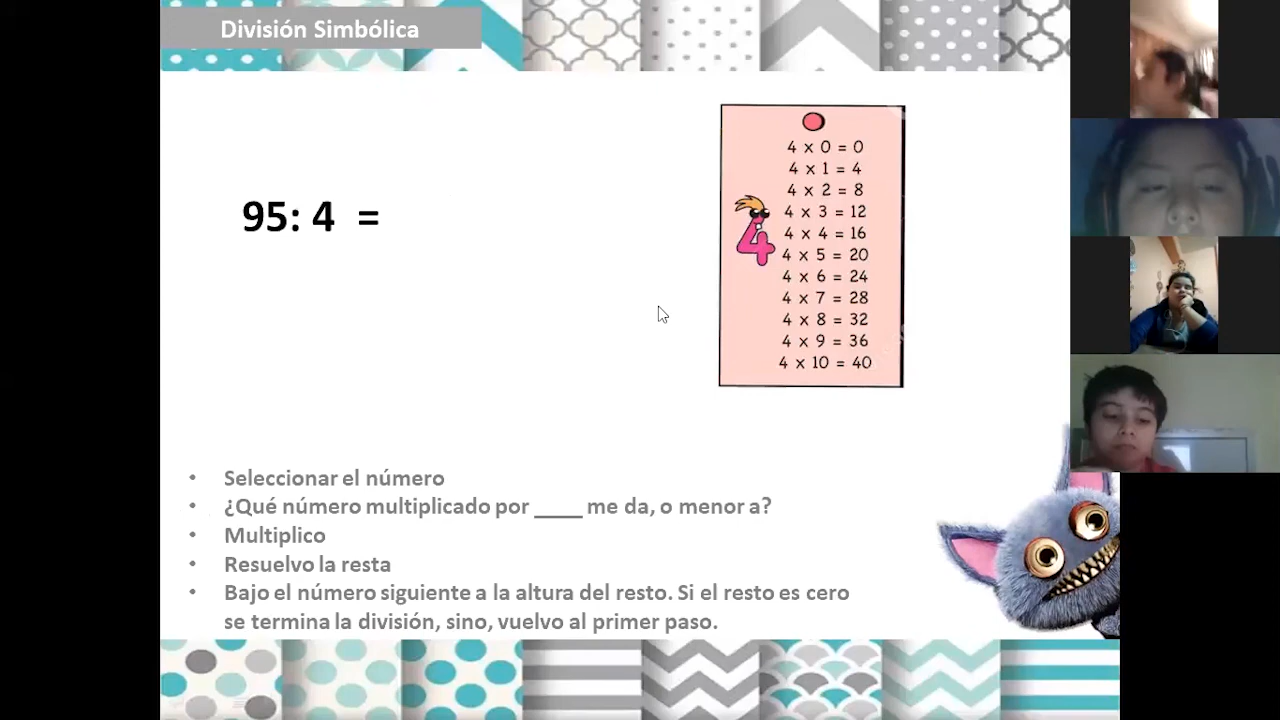 División Simbólica
95: 4 =
4 x 0 = 0
4 x 1 = 4
4 x 2 = 8
4 x 3 = 12
4 x 4 = 16
4 x 5 = 20
4 x 6 = 24
4 x 7 = 28
4 x 8 = 32
4 x 9 = 36
4 x 10 = 40
4
• Seleccionar el número
• ¿Qué número multiplicado por ____ me da, o menor a?
• Multiplico
• Resuelvo la resta
• Bajo el número siguiente a la altura del resto. Si el resto es cero
se termina la división, sino, vuelvo al primer paso.